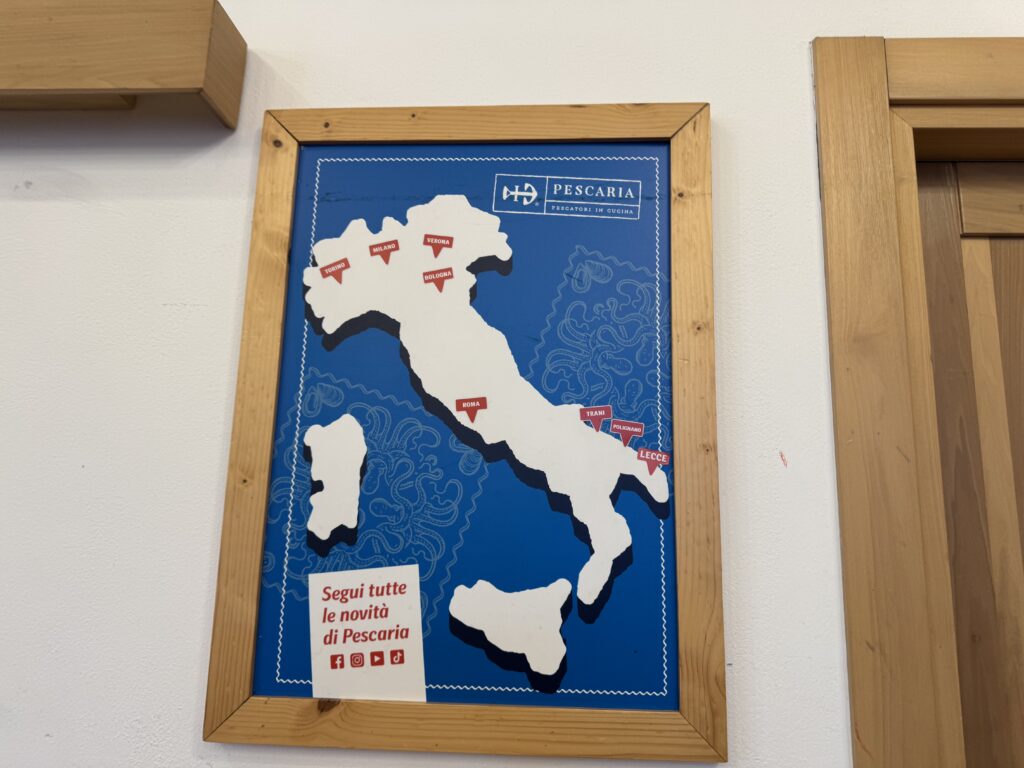 PESCARIA
PESCATORI IN CUCINA
VERONA
MILANO
TORINO
BOLOGNA
ROMA
TRANI
POLIGNANO
LECCE
Segui tutte
le novità
di Pescaria